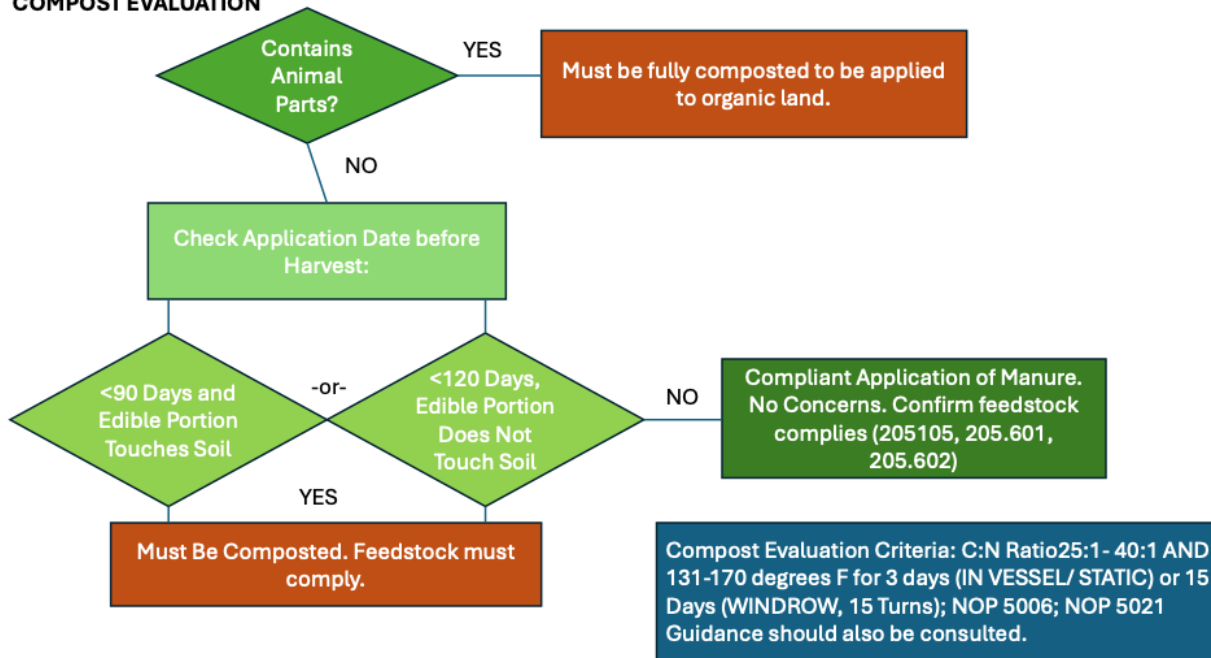 COMPOST EVALUATION
Contains
Animal
Parts?
YES
Must be fully composted to be applied
to organic land.
NO
Check Application Date before
Harvest:
<90 Days and
Edible Portion
Touches Soil
-or-
<120 Days,
Edible Portion
Does Not
Touch Soil
NO
Compliant Application of Manure.
No Concerns. Confirm feedstock
complies (205105, 205.601,
205.602)
YES
Must Be Composted. Feedstock must
comply.
Compost Evaluation Criteria: C:N Ratio25:1- 40:1 AND
131-170 degrees F for 3 days (IN VESSEL/ STATIC) or 15
Days (WINDROW, 15 Turns); NOP 5006; NOP 5021
Guidance should also be consulted.